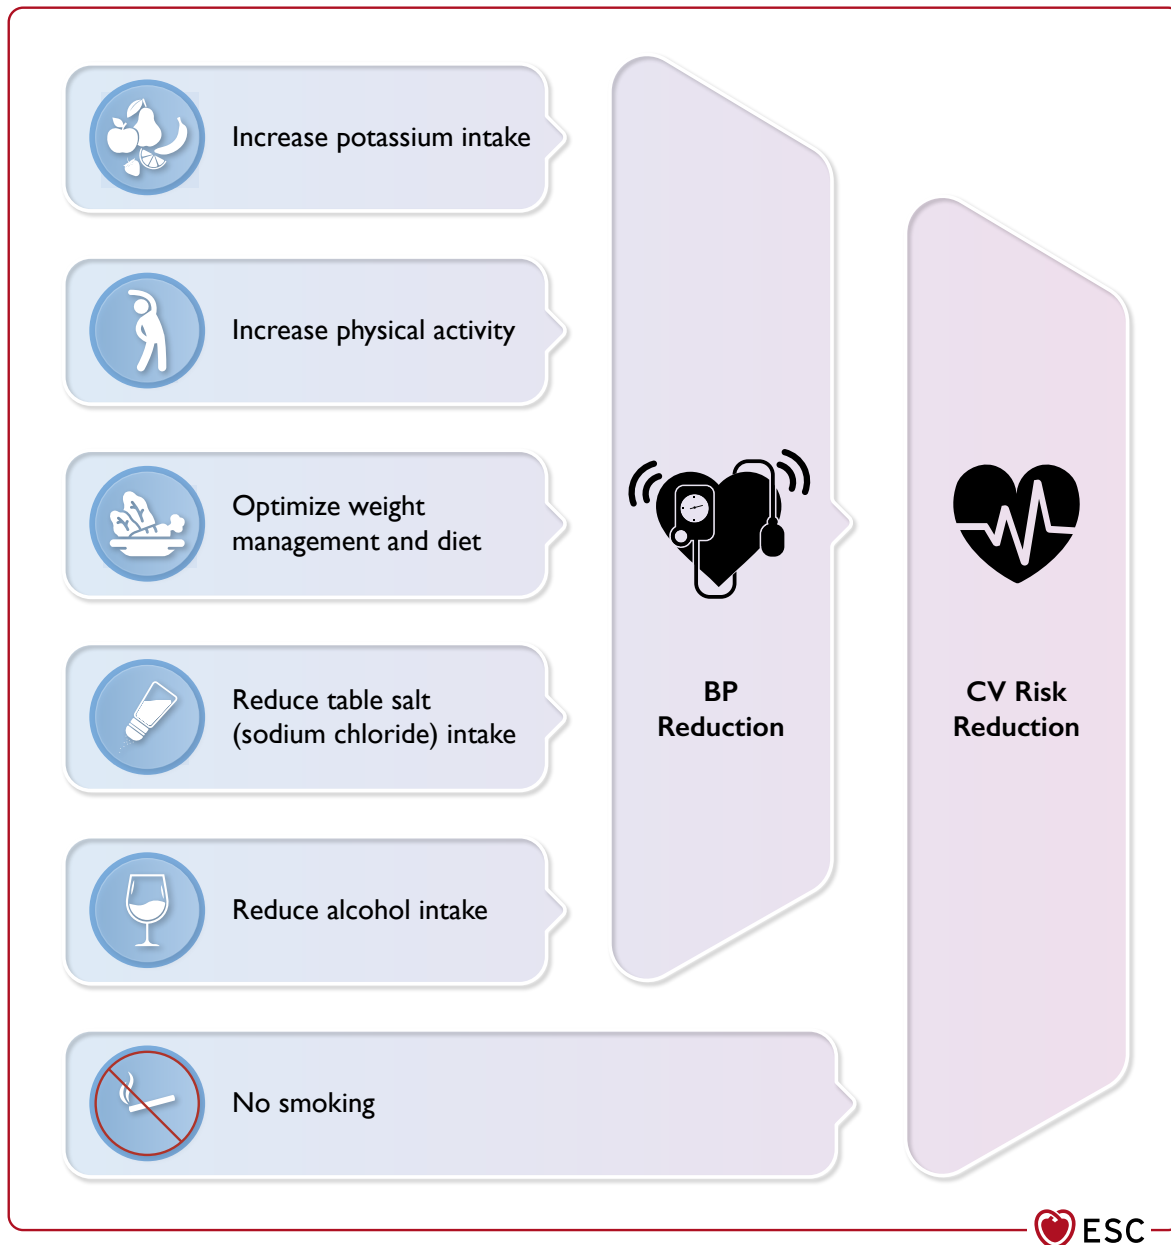 Increase potassium intake
Increase physical activity
Optimize weight
management and diet
Reduce table salt
(sodium chloride) intake
Reduce alcohol intake
No smoking
BP
Reduction
CV Risk
Reduction
ESC